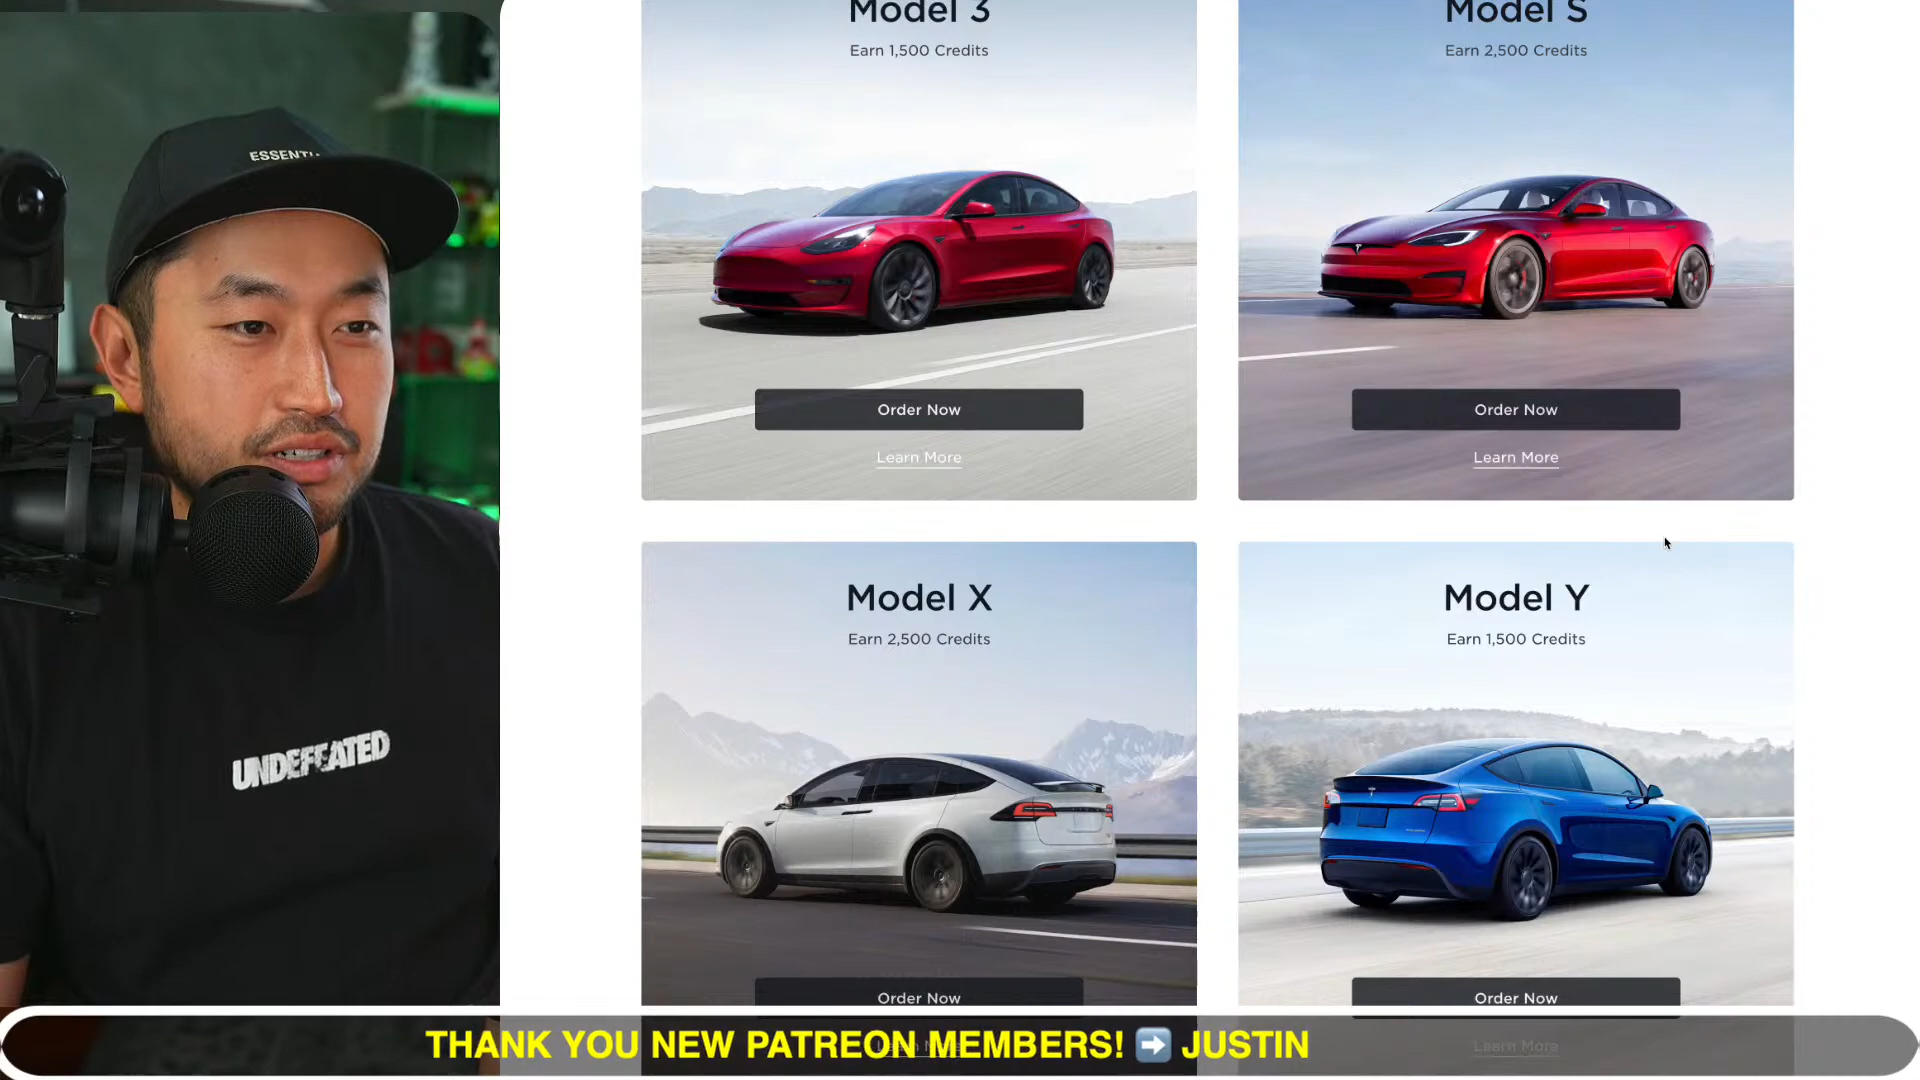 Model 3
Earn 1,500 Credits
Order Now
Learn More
Model S
Earn 2,500 Credits
Order Now
Learn More
Model X
Earn 2,500 Credits
Order Now
Model Y
Earn 1,500 Credits
Order Now
Learn More
UNDEFEATED
THANK YOU NEW PATREON MEMBERS! ➡️ JUSTIN